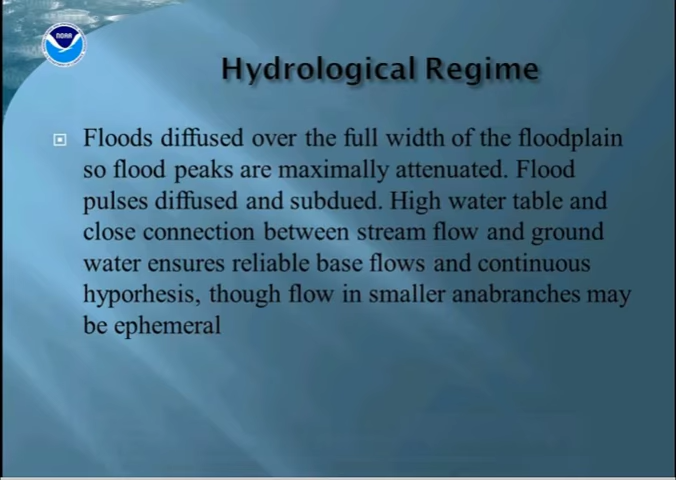 NOAA
Hydrological Regime
Floods diffused over the full width of the floodplain
so flood peaks are maximally attenuated. Flood
pulses diffused and subdued. High water table and
close connection between stream flow and ground
water ensures reliable base flows and continuous
hyporhesis, though flow in smaller anabranches may
be ephemeral